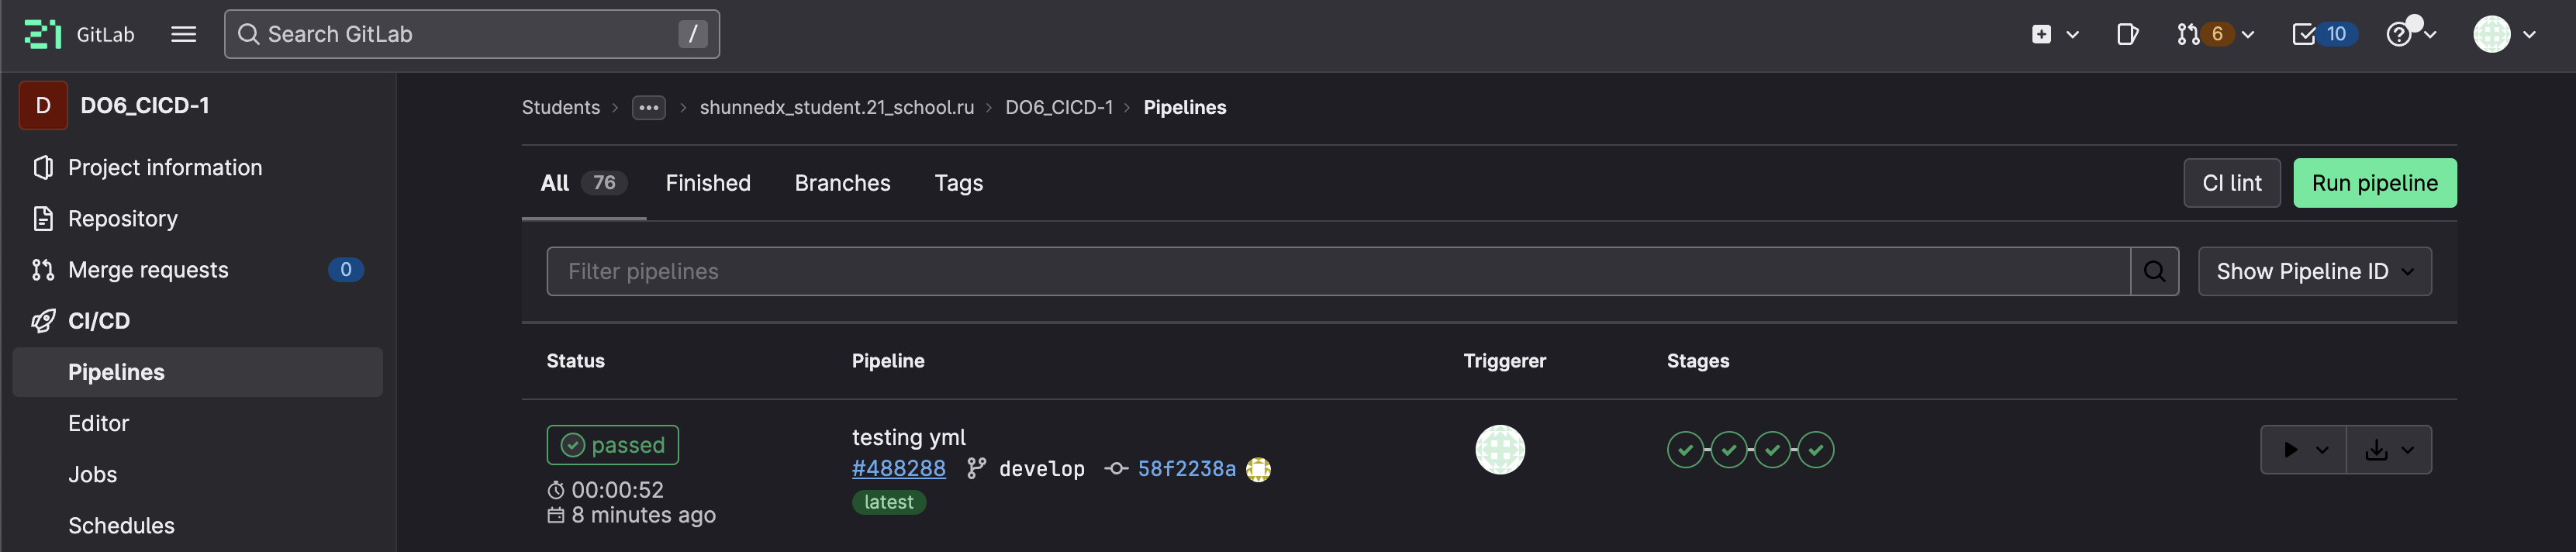 GitLab
Search GitLab
/
6
10
D
DO6_CICD-1
Project information
Repository
Merge requests
0
CI/CD
Pipelines
Editor
Jobs
Schedules
Students > ... > shunnedx_student.21_school.ru > DO6_CICD-1 > Pipelines
All 76 Finished Branches Tags
CI lint
Run pipeline
Filter pipelines
Show Pipeline ID
Status Pipeline Triggerer Stages
passed
00:00:52
8 minutes ago
testing yml
#488288 develop 58f2238a
latest